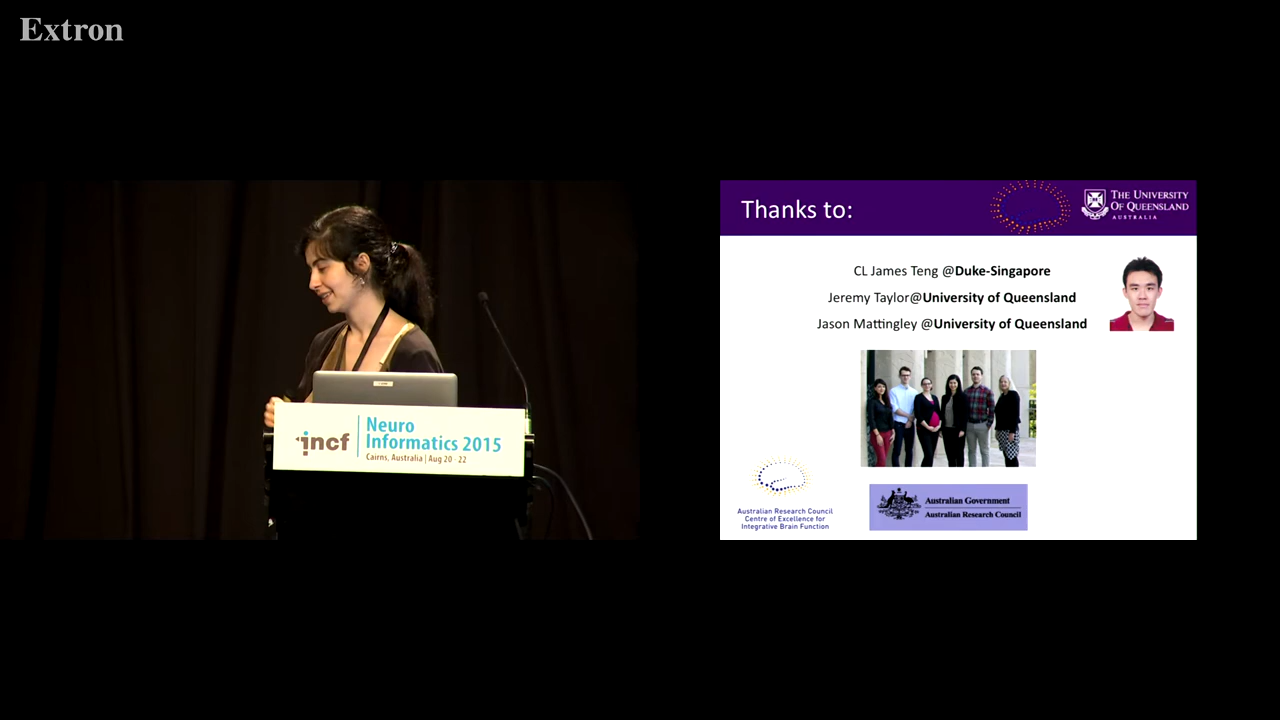 Extron
Thanks to:
THE UNIVERSITY
OF QUEENSLAND
AUSTRALIA
CL James Teng @Duke-Singapore
Jeremy Taylor@University of Queensland
Jason Mattingley @University of Queensland
incf
Neuro
Informatics 2015
Cairns, Australia | Aug 20 - 22
Australian Research Council
Centre of Excellence for
Integrative Brain Function
Australian Government
Australian Research Council